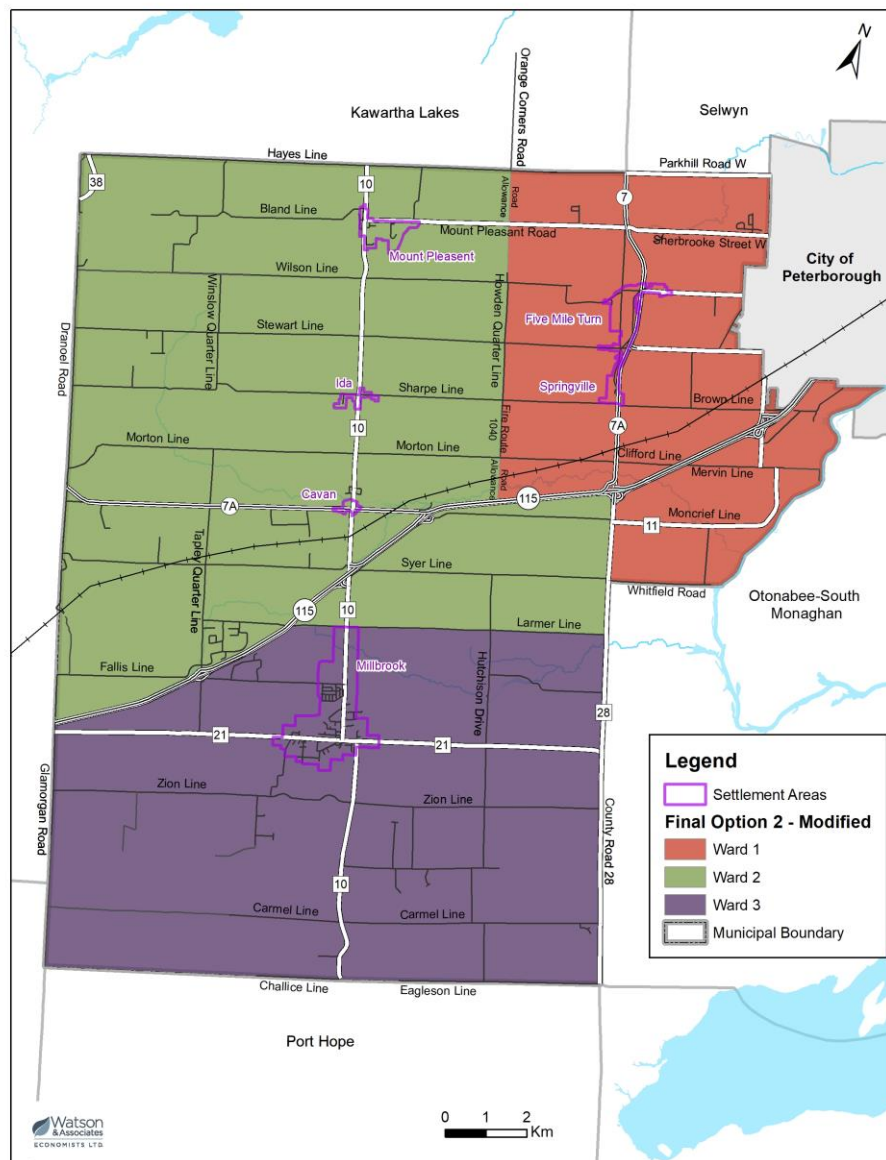 N
Orange Corners Road
Kawartha Lakes
Selwyn
Hayes Line
Parkhill Road W
38
10
7
Road
Allowance
Bland Line
Mount Pleasant Road
Sherbrooke Street W
Mount Pleasent
City of
Peterborough
Wilson Line
Winslow Quarter Line
Howden Quarter Line
Five Mile Turn
Dranoel Road
Stewart Line
Ida
Sharpe Line
Springville
Brown Line
10
Fire Route
1040
7A
Morton Line
Morton Line
Clifford Line
Road
Allowance
Mervin Line
Cavan
115
7A
Moncrief Line
11
Tapley Quarter Line
Syer Line
Whitfield Road
Otonabee-South
Monaghan
115
10
Larmer Line
Fallis Line
Millbrook
Hutchison Drive
28
21
21
Glamorgan Road
Zion Line
Zion Line
County Road 28
10
Carmel Line
Carmel Line
Challice Line
Eagleson Line
Port Hope
Legend
Settlement Areas
Final Option 2 - Modified
Ward 1
Ward 2
Ward 3
Municipal Boundary
Watson
& Associates
ECONOMISTS LTD.
0 1 2
Km